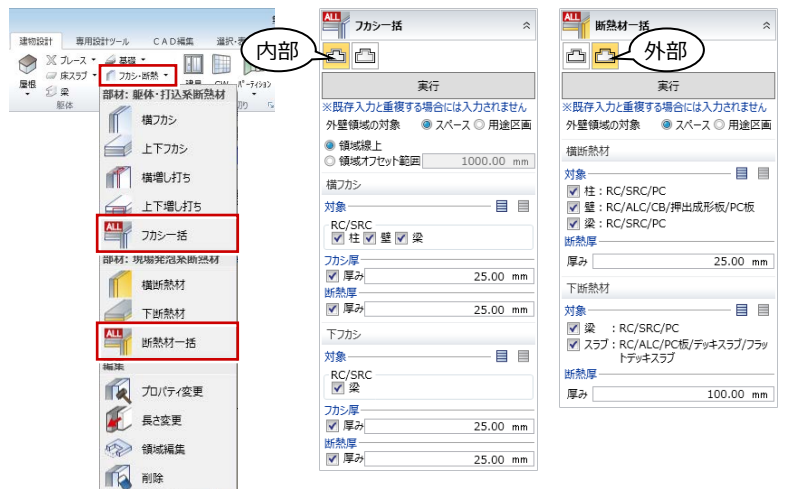 建物設計 専用設計ツール CAD編集 選択・表
屋根
ブレース
床スラブ
梁
基礎
フカシ・断熱
建具
CW
パーティション
躯体
部材: 躯体・打込系断熱材
横フカシ
上下フカシ
横増し打ち
上下増し打ち
ALL フカシ一括
部材: 現場発泡系断熱材
横断熱材
下断熱材
ALL 断熱材一括
編集
プロパティ変更
長さ変更
領域編集
削除
内部
ALL フカシ一括
実行
※既存入力と重複する場合には入力されません
外壁領域の対象 スペース 用途区画
領域線上
領域オフセット範囲 1000.00 mm
横フカシ
対象
RC/SRC
柱 壁 梁
フカシ厚
厚み 25.00 mm
断熱厚
厚み 25.00 mm
下フカシ
対象
RC/SRC
梁
フカシ厚
厚み 25.00 mm
断熱厚
厚み 25.00 mm
ALL 断熱材一括
外部
実行
※既存入力と重複する場合には入力されません
外壁領域の対象 スペース 用途区画
横断熱材
対象
柱：RC/SRC/PC
壁：RC/ALC/CB/押出成形板/PC板
梁：RC/SRC/PC
断熱厚
厚み 25.00 mm
下断熱材
対象
梁 ：RC/SRC/PC
スラブ：RC/ALC/PC板/デッキスラブ/フラッ
トデッキスラブ
断熱厚
厚み 100.00 mm